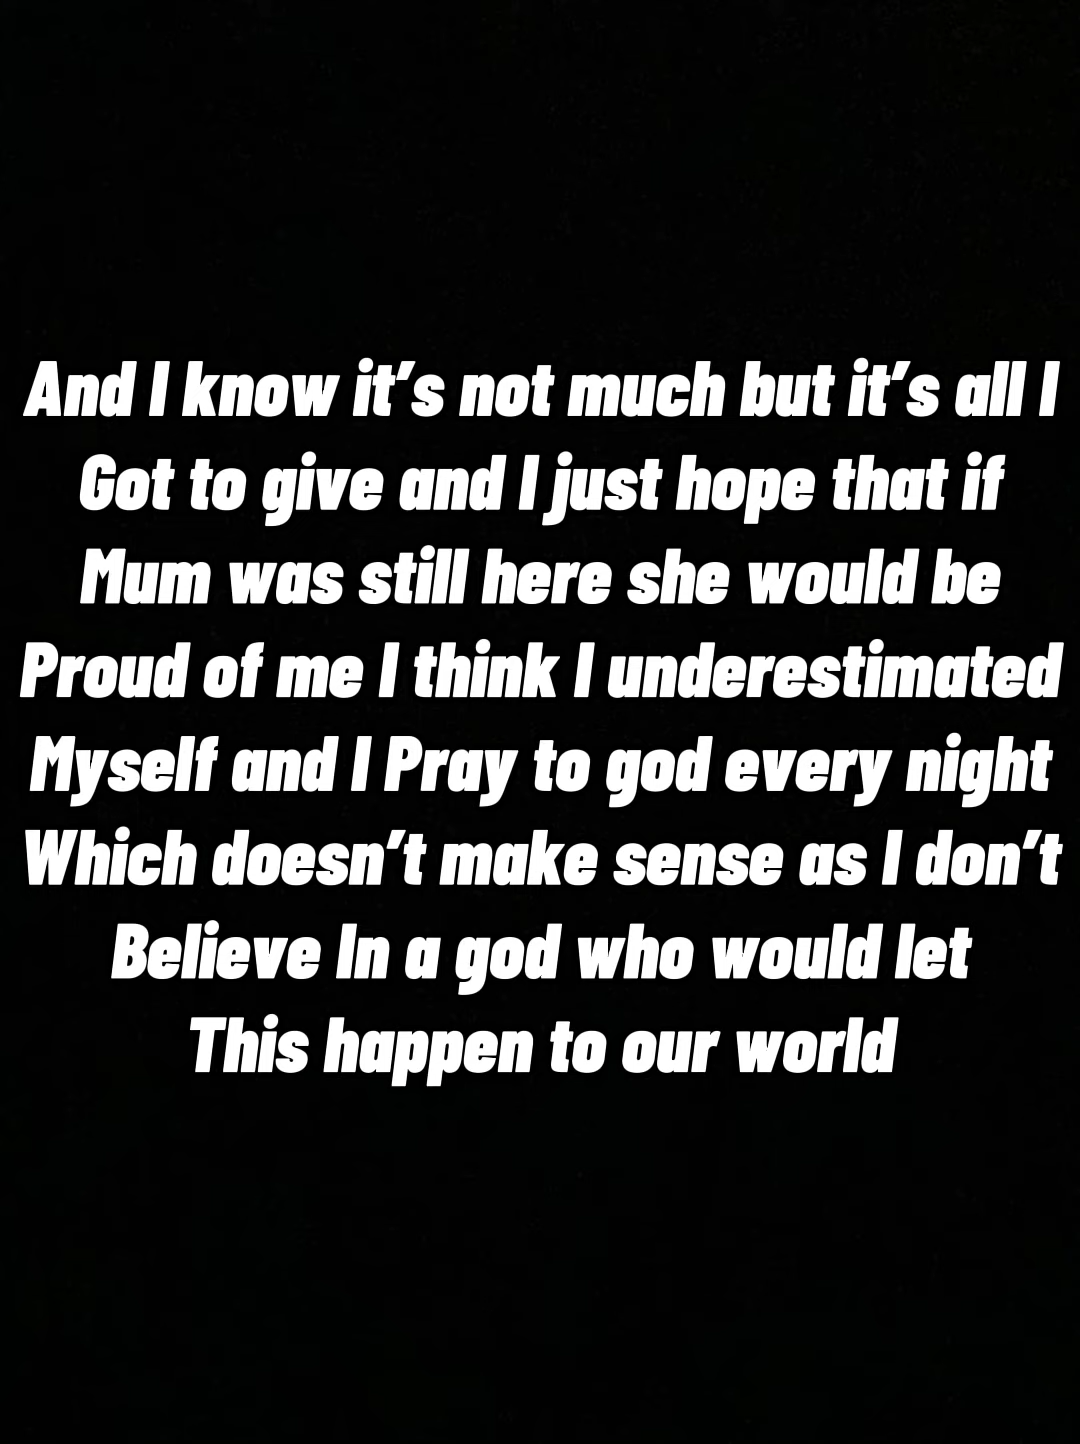 And I know it’s not much but it’s all I
Got to give and I just hope that if
Mum was still here she would be
Proud of me I think I underestimated
Myself and I Pray to god every night
Which doesn’t make sense as I don’t
Believe In a god who would let
This happen to our world